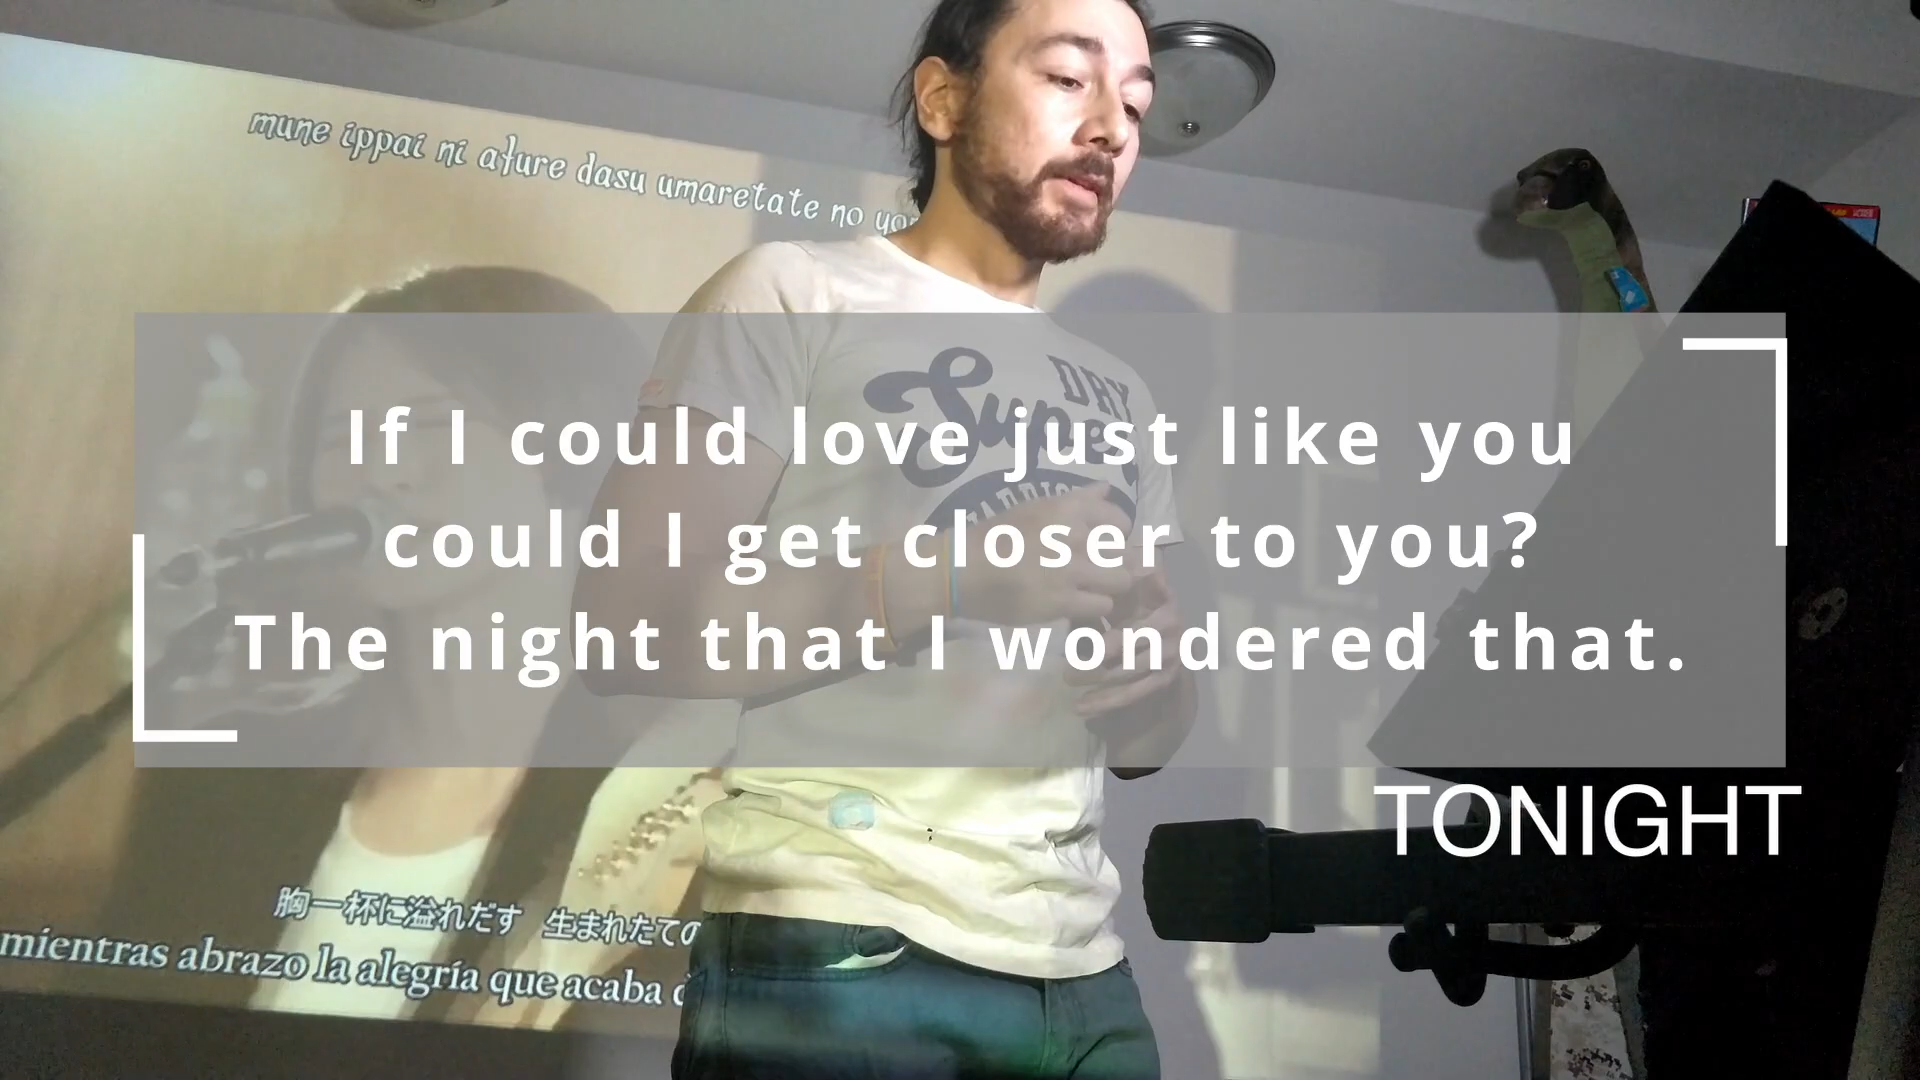 mune ippai ni afure dasu umaretate no
DRY
Super
If I could love just like you
could I get closer to you?
The night that I wondered that.
TONIGHT
胸一杯に溢れだす 生まれたての
mientras abrazo la alegría que acaba